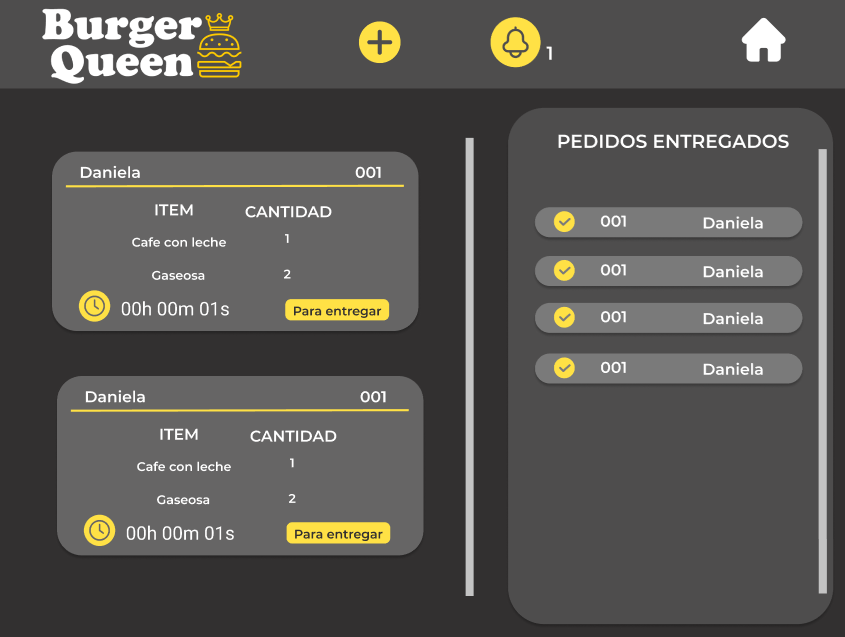 Burger
Queen
1
Daniela 001
ITEM CANTIDAD
Cafe con leche 1
Gaseosa 2
00h 00m 01s Para entregar
Daniela 001
ITEM CANTIDAD
Cafe con leche 1
Gaseosa 2
00h 00m 01s Para entregar
PEDIDOS ENTREGADOS
001 Daniela
001 Daniela
001 Daniela
001 Daniela